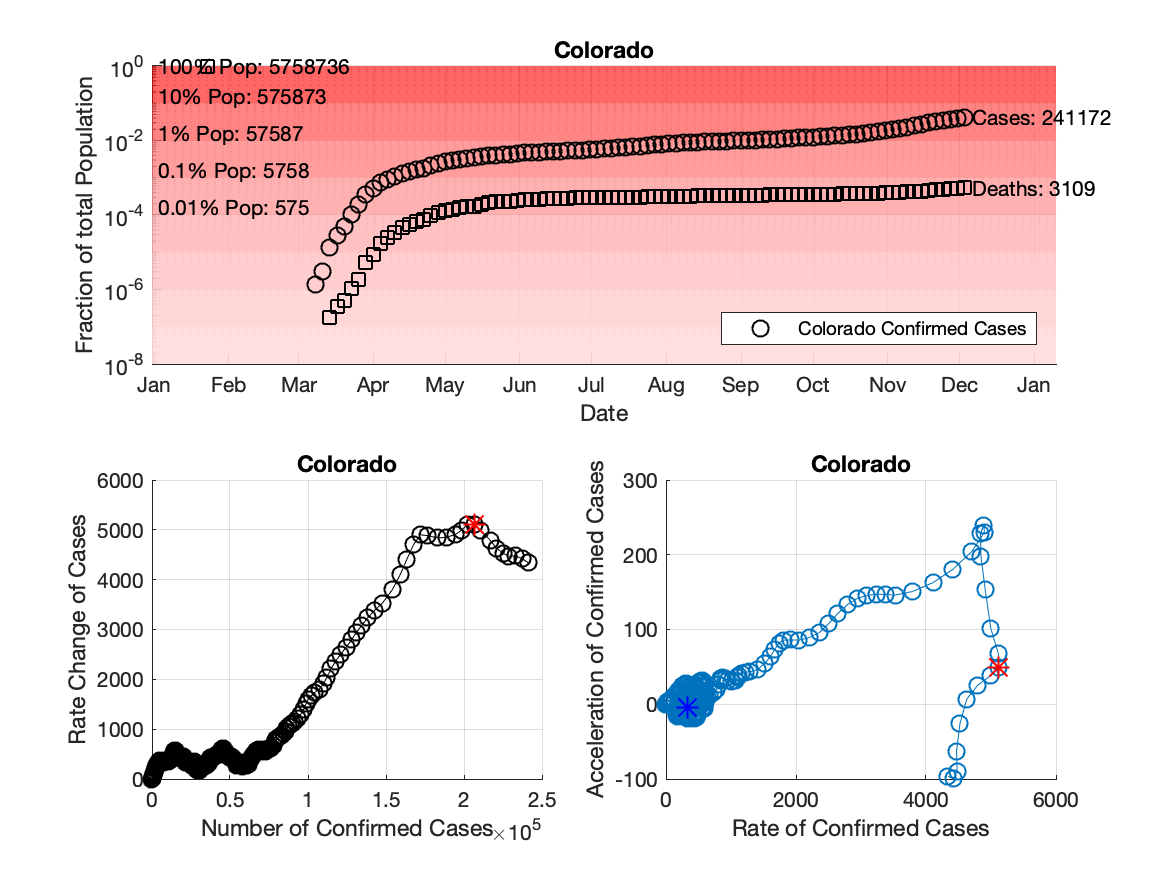 Colorado
Fraction of total Population
10^0
10^-2
10^-4
10^-6
10^-8
100% Pop: 5758736
10% Pop: 575873
1% Pop: 57587
0.1% Pop: 5758
0.01% Pop: 575
Cases: 241172
Deaths: 3109
Colorado Confirmed Cases
Jan Feb Mar Apr May Jun Jul Aug Sep Oct Nov Dec Jan
Date
Colorado
Rate Change of Cases
6000
5000
4000
3000
2000
1000
0
0 0.5 1 1.5 2 2.5
Number of Confirmed Cases ×10^5
Colorado
Acceleration of Confirmed Cases
300
200
100
0
-100
0 2000 4000 6000
Rate of Confirmed Cases